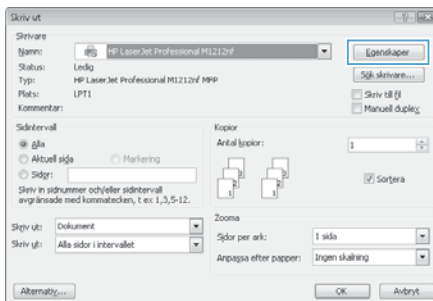 Skriv ut
Skrivare
Namn: HP LaserJet Professional M1212nf
Egenskaper
Status: Ledig
Typ: HP LaserJet Professional M1212nf MFP
Sök skrivare...
Plats: LPT1
Skriv till fil
Kommentar:
Manuell duplex
Sidintervall
Alla
Aktuell sida Markering
Sidor:
Skriv in sidnummer och/eller sidintervall
avgränsade med kommatecken, t ex 1,3,5-12.
Kopior
Antal kopior: 1
Sortera
Skriv ut: Dokument
Skriv ut: Alla sidor i intervallet
Zooma
Sidor per ark: 1 sida
Anpassa efter papper: Ingen skalning
Alternativ...
OK
Avbryt